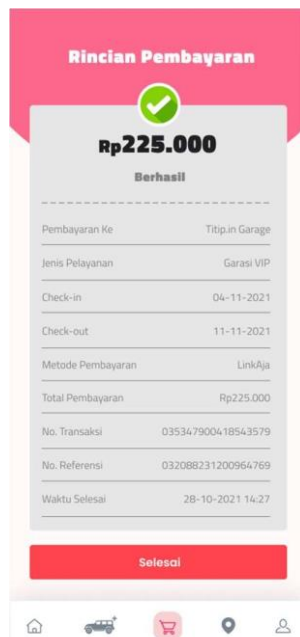 Rincian Pembayaran
Rp225.000
Berhasil
Pembayaran Ke Titip.in Garage
Jenis Pelayanan Garasi VIP
Check-in 04-11-2021
Check-out 11-11-2021
Metode Pembayaran LinkAja
Total Pembayaran Rp225.000
No. Transaksi 035347900418543579
No. Referensi 032088231200964769
Waktu Selesai 28-10-2021 14:27
Selesai